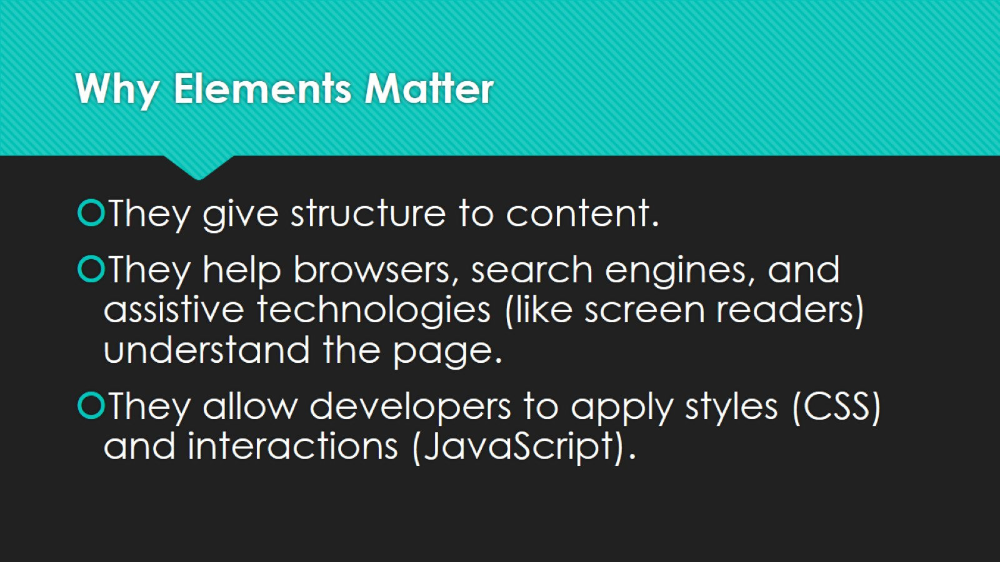 Why Elements Matter
They give structure to content.
They help browsers, search engines, and
assistive technologies (like screen readers)
understand the page.
They allow developers to apply styles (CSS)
and interactions (JavaScript).